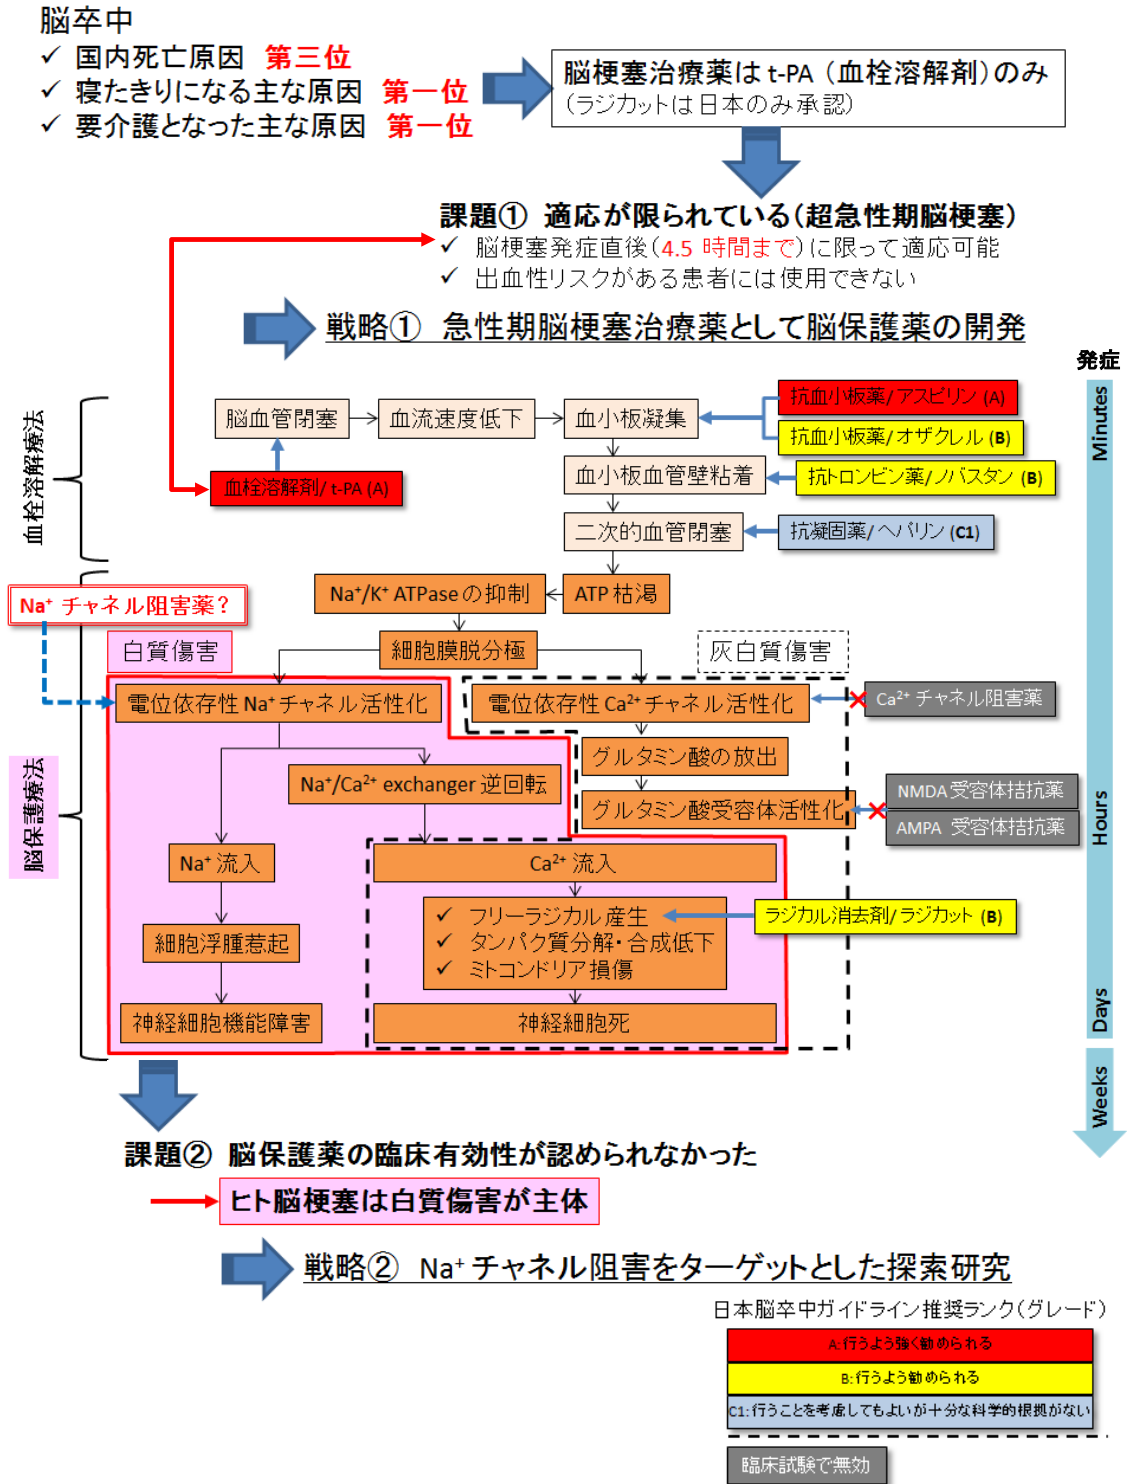 脳卒中
✓ 国内死亡原因 第三位
✓ 寝たきりになる主な原因 第一位
✓ 要介護となった主な原因 第一位
脳梗塞治療薬は t-PA（血栓溶解剤）のみ
（ラジカットは日本のみ承認）
課題① 適応が限られている（超急性期脳梗塞）
✓ 脳梗塞発症直後（4.5 時間まで）に限って適応可能
✓ 出血性リスクがある患者には使用できない
戦略① 急性期脳梗塞治療薬として脳保護薬の開発
発症
Minutes
Hours
Days
Weeks
血栓溶解療法
脳血管閉塞
血流速度低下
血小板凝集
抗血小板薬/アスピリン (A)
抗血小板薬/オザクレル (B)
血栓溶解剤/ t-PA (A)
血小板血管壁粘着
抗トロンビン薬/ノバスタン (B)
二次的血管閉塞
抗凝固薬/ヘパリン (C1)
脳保護療法
Na⁺ チャネル阻害薬？
Na⁺/K⁺ ATPase の抑制
ATP 枯渇
白質傷害
細胞膜脱分極
灰白質傷害
電位依存性 Na⁺ チャネル活性化
電位依存性 Ca²⁺ チャネル活性化
Ca²⁺ チャネル阻害薬
グルタミン酸の放出
Na⁺/Ca²⁺ exchanger 逆回転
グルタミン酸受容体活性化
NMDA 受容体拮抗薬
AMPA 受容体拮抗薬
Na⁺ 流入
Ca²⁺ 流入
✓ フリーラジカル産生
✓ タンパク質分解・合成低下
✓ ミトコンドリア損傷
ラジカル消去剤/ラジカット (B)
細胞浮腫惹起
神経細胞機能障害
神経細胞死
課題② 脳保護薬の臨床有効性が認められなかった
ヒト脳梗塞は白質傷害が主体
戦略② Na⁺ チャネル阻害をターゲットとした探索研究
日本脳卒中ガイドライン推奨ランク（グレード）
A:行うよう強く勧められる
B:行うよう勧められる
C1:行うことを考慮してもよいが十分な科学的根拠がない
臨床試験で無効